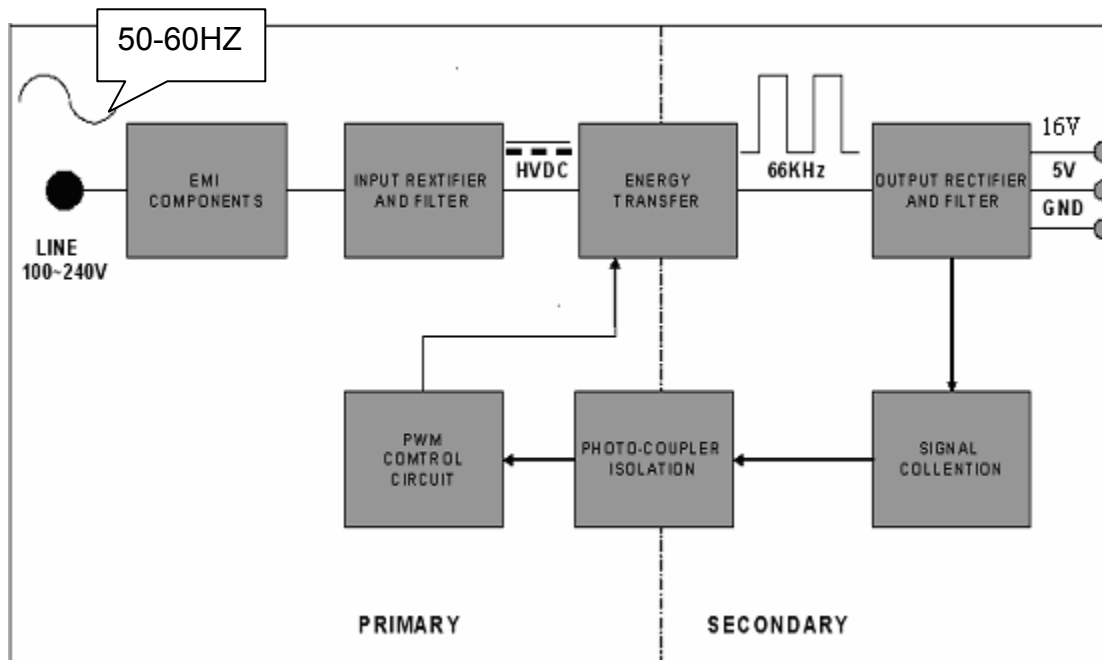 50-60HZ
EMI
COMPONENTS
INPUT REXTIFIER
AND FILTER
HVDC
ENERGY
TRANSFER
66KHz
OUTPUT RECTIFIER
AND FILTER
16V
5V
GND
LINE
100~240V
PWM
COMTROL
CIRCUIT
PHOTO-COUPLER
ISOLATION
SIGNAL
COLLENTION
PRIMARY
SECONDARY